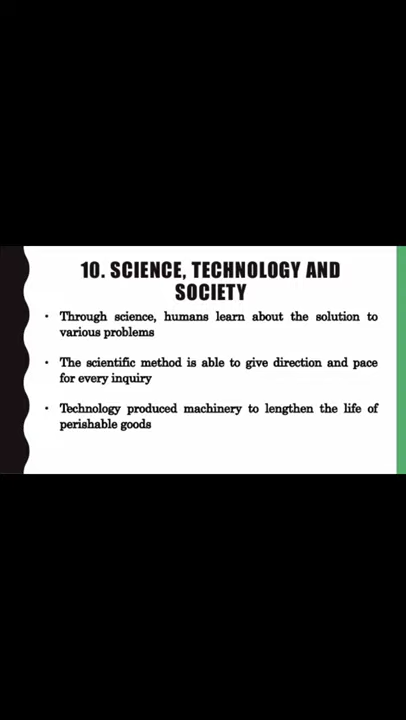 10. SCIENCE, TECHNOLOGY AND
SOCIETY
• Through science, humans learn about the solution to
various problems
• The scientific method is able to give direction and pace
for every inquiry
• Technology produced machinery to lengthen the life of
perishable goods